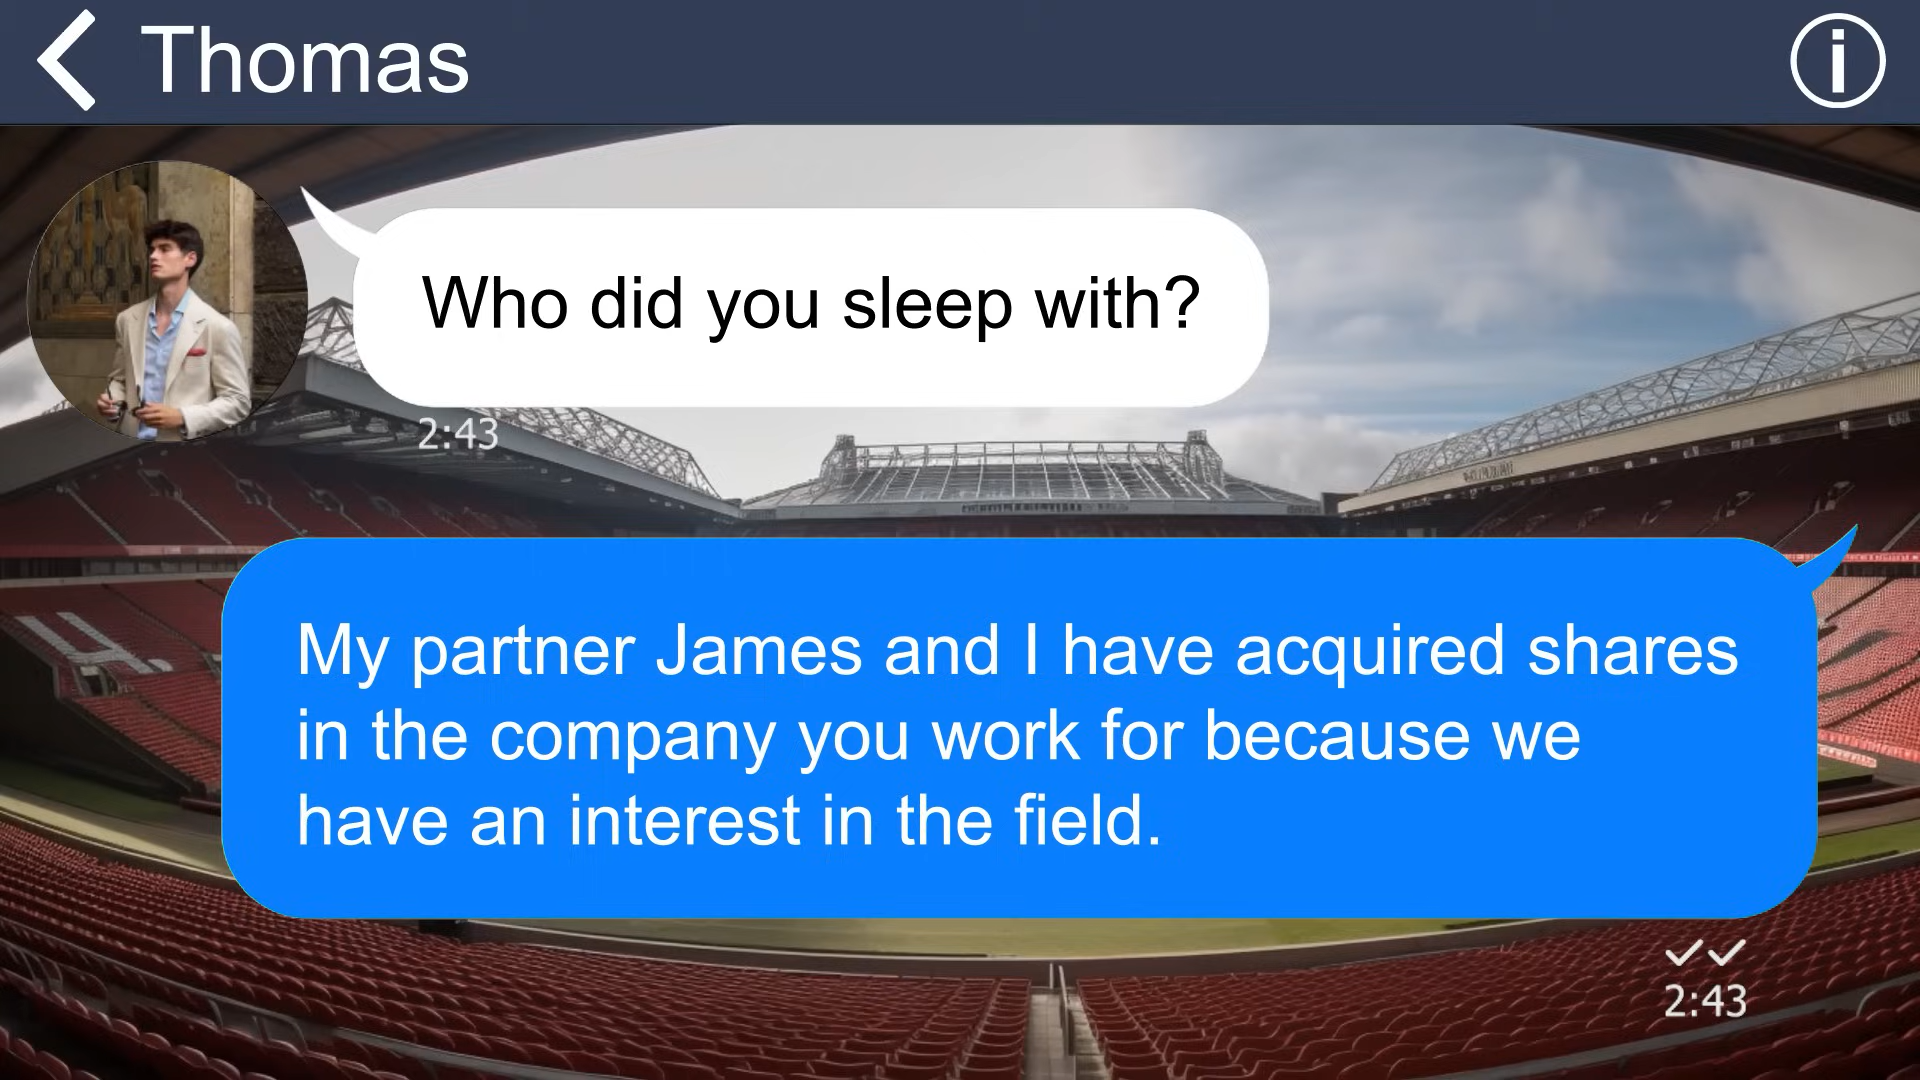 Thomas
Who did you sleep with?
2:43
My partner James and I have acquired shares
in the company you work for because we
have an interest in the field.
2:43